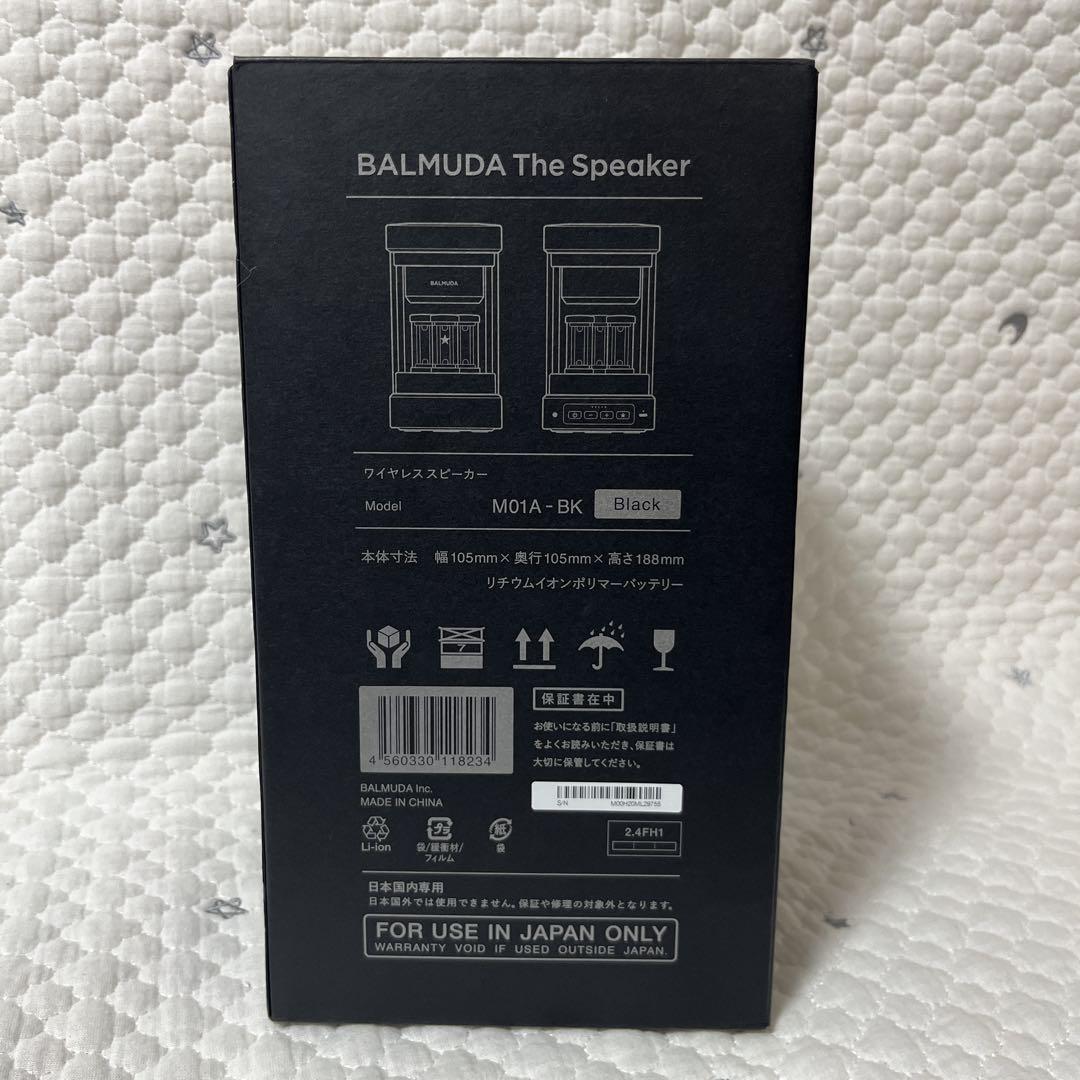 BALMUDA The Speaker
BALMUDA
ワイヤレススピーカー
Model M01A - BK Black
本体寸法 幅105mm×奥行105mm×高さ188mm
リチウムイオンポリマーバッテリー
7
保証書在中
お使いになる前に「取扱説明書」
をよくお読みいただき、保証書は
大切に保管してください。
4 560330 118234
BALMUDA Inc.
MADE IN CHINA
S/N M00H20ML29755
Li-ion
プラ
袋/緩衝材/
フィルム
紙
袋
2.4FH1
日本国内専用
日本国外では使用できません。保証や修理の対象外となります。
FOR USE IN JAPAN ONLY
WARRANTY VOID IF USED OUTSIDE JAPAN.